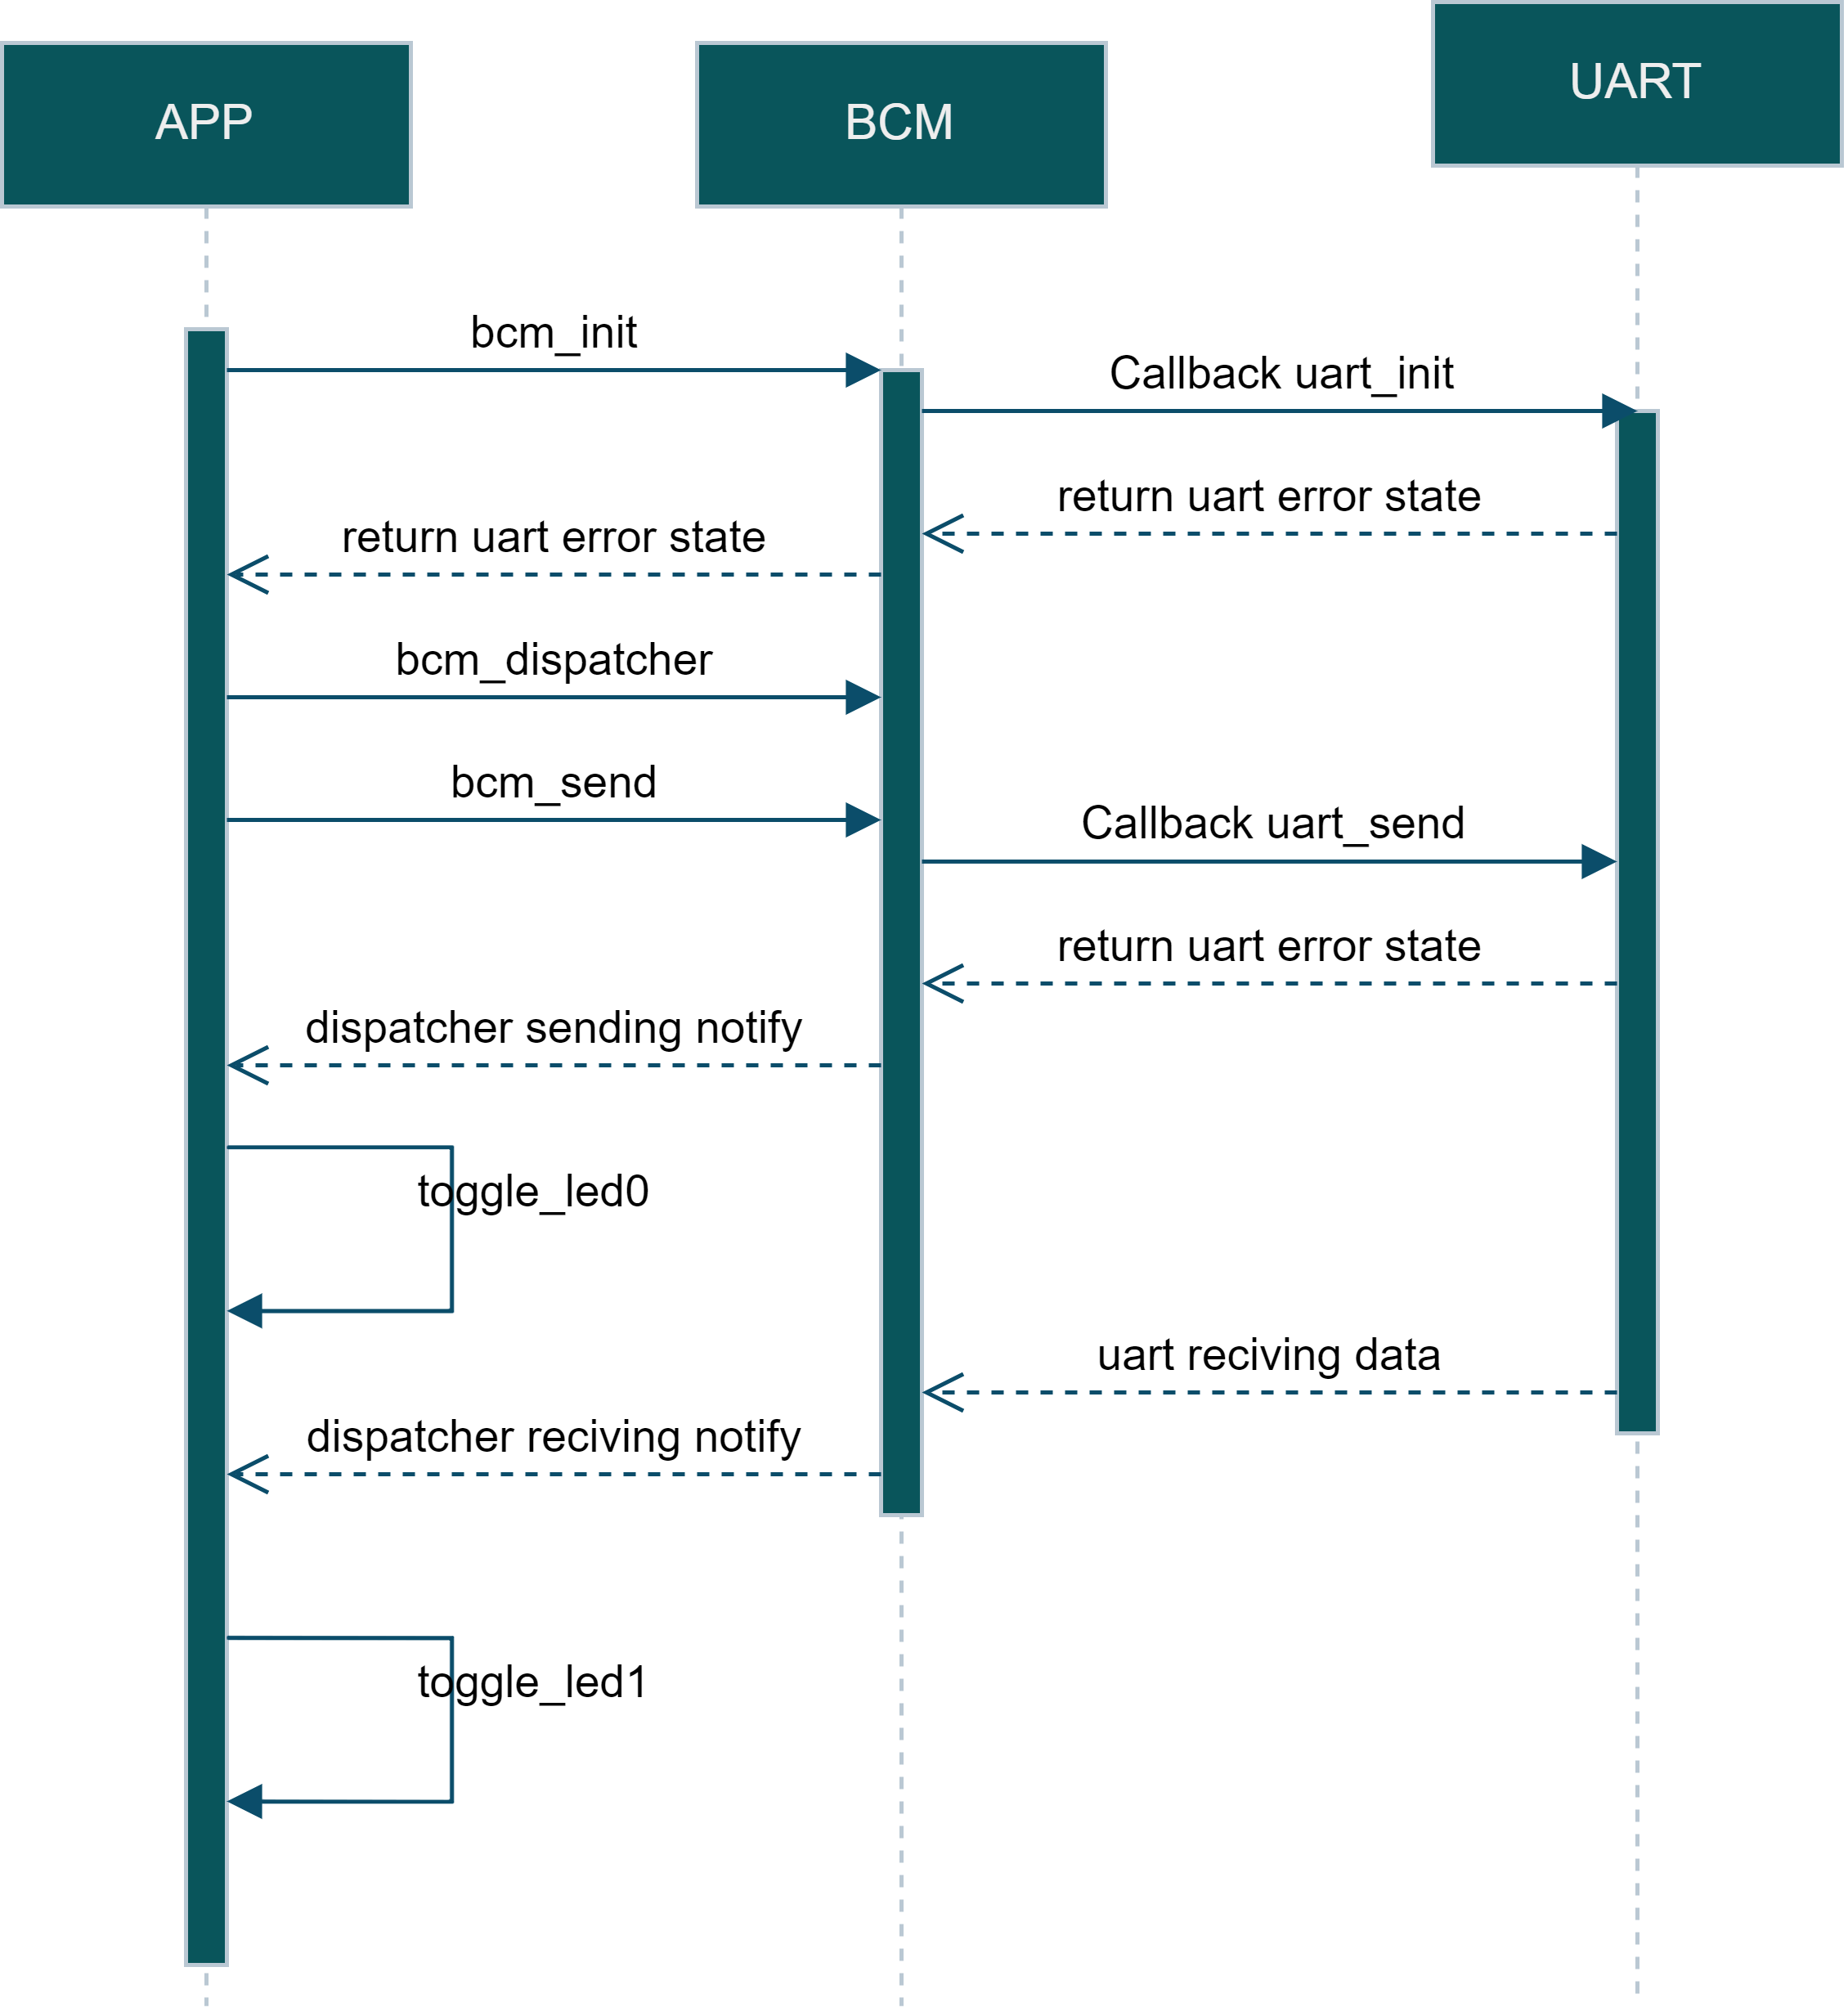 APP
BCM
UART
bcm_init
Callback uart_init
return uart error state
return uart error state
bcm_dispatcher
bcm_send
Callback uart_send
return uart error state
dispatcher sending notify
toggle_led0
uart reciving data
dispatcher reciving notify
toggle_led1